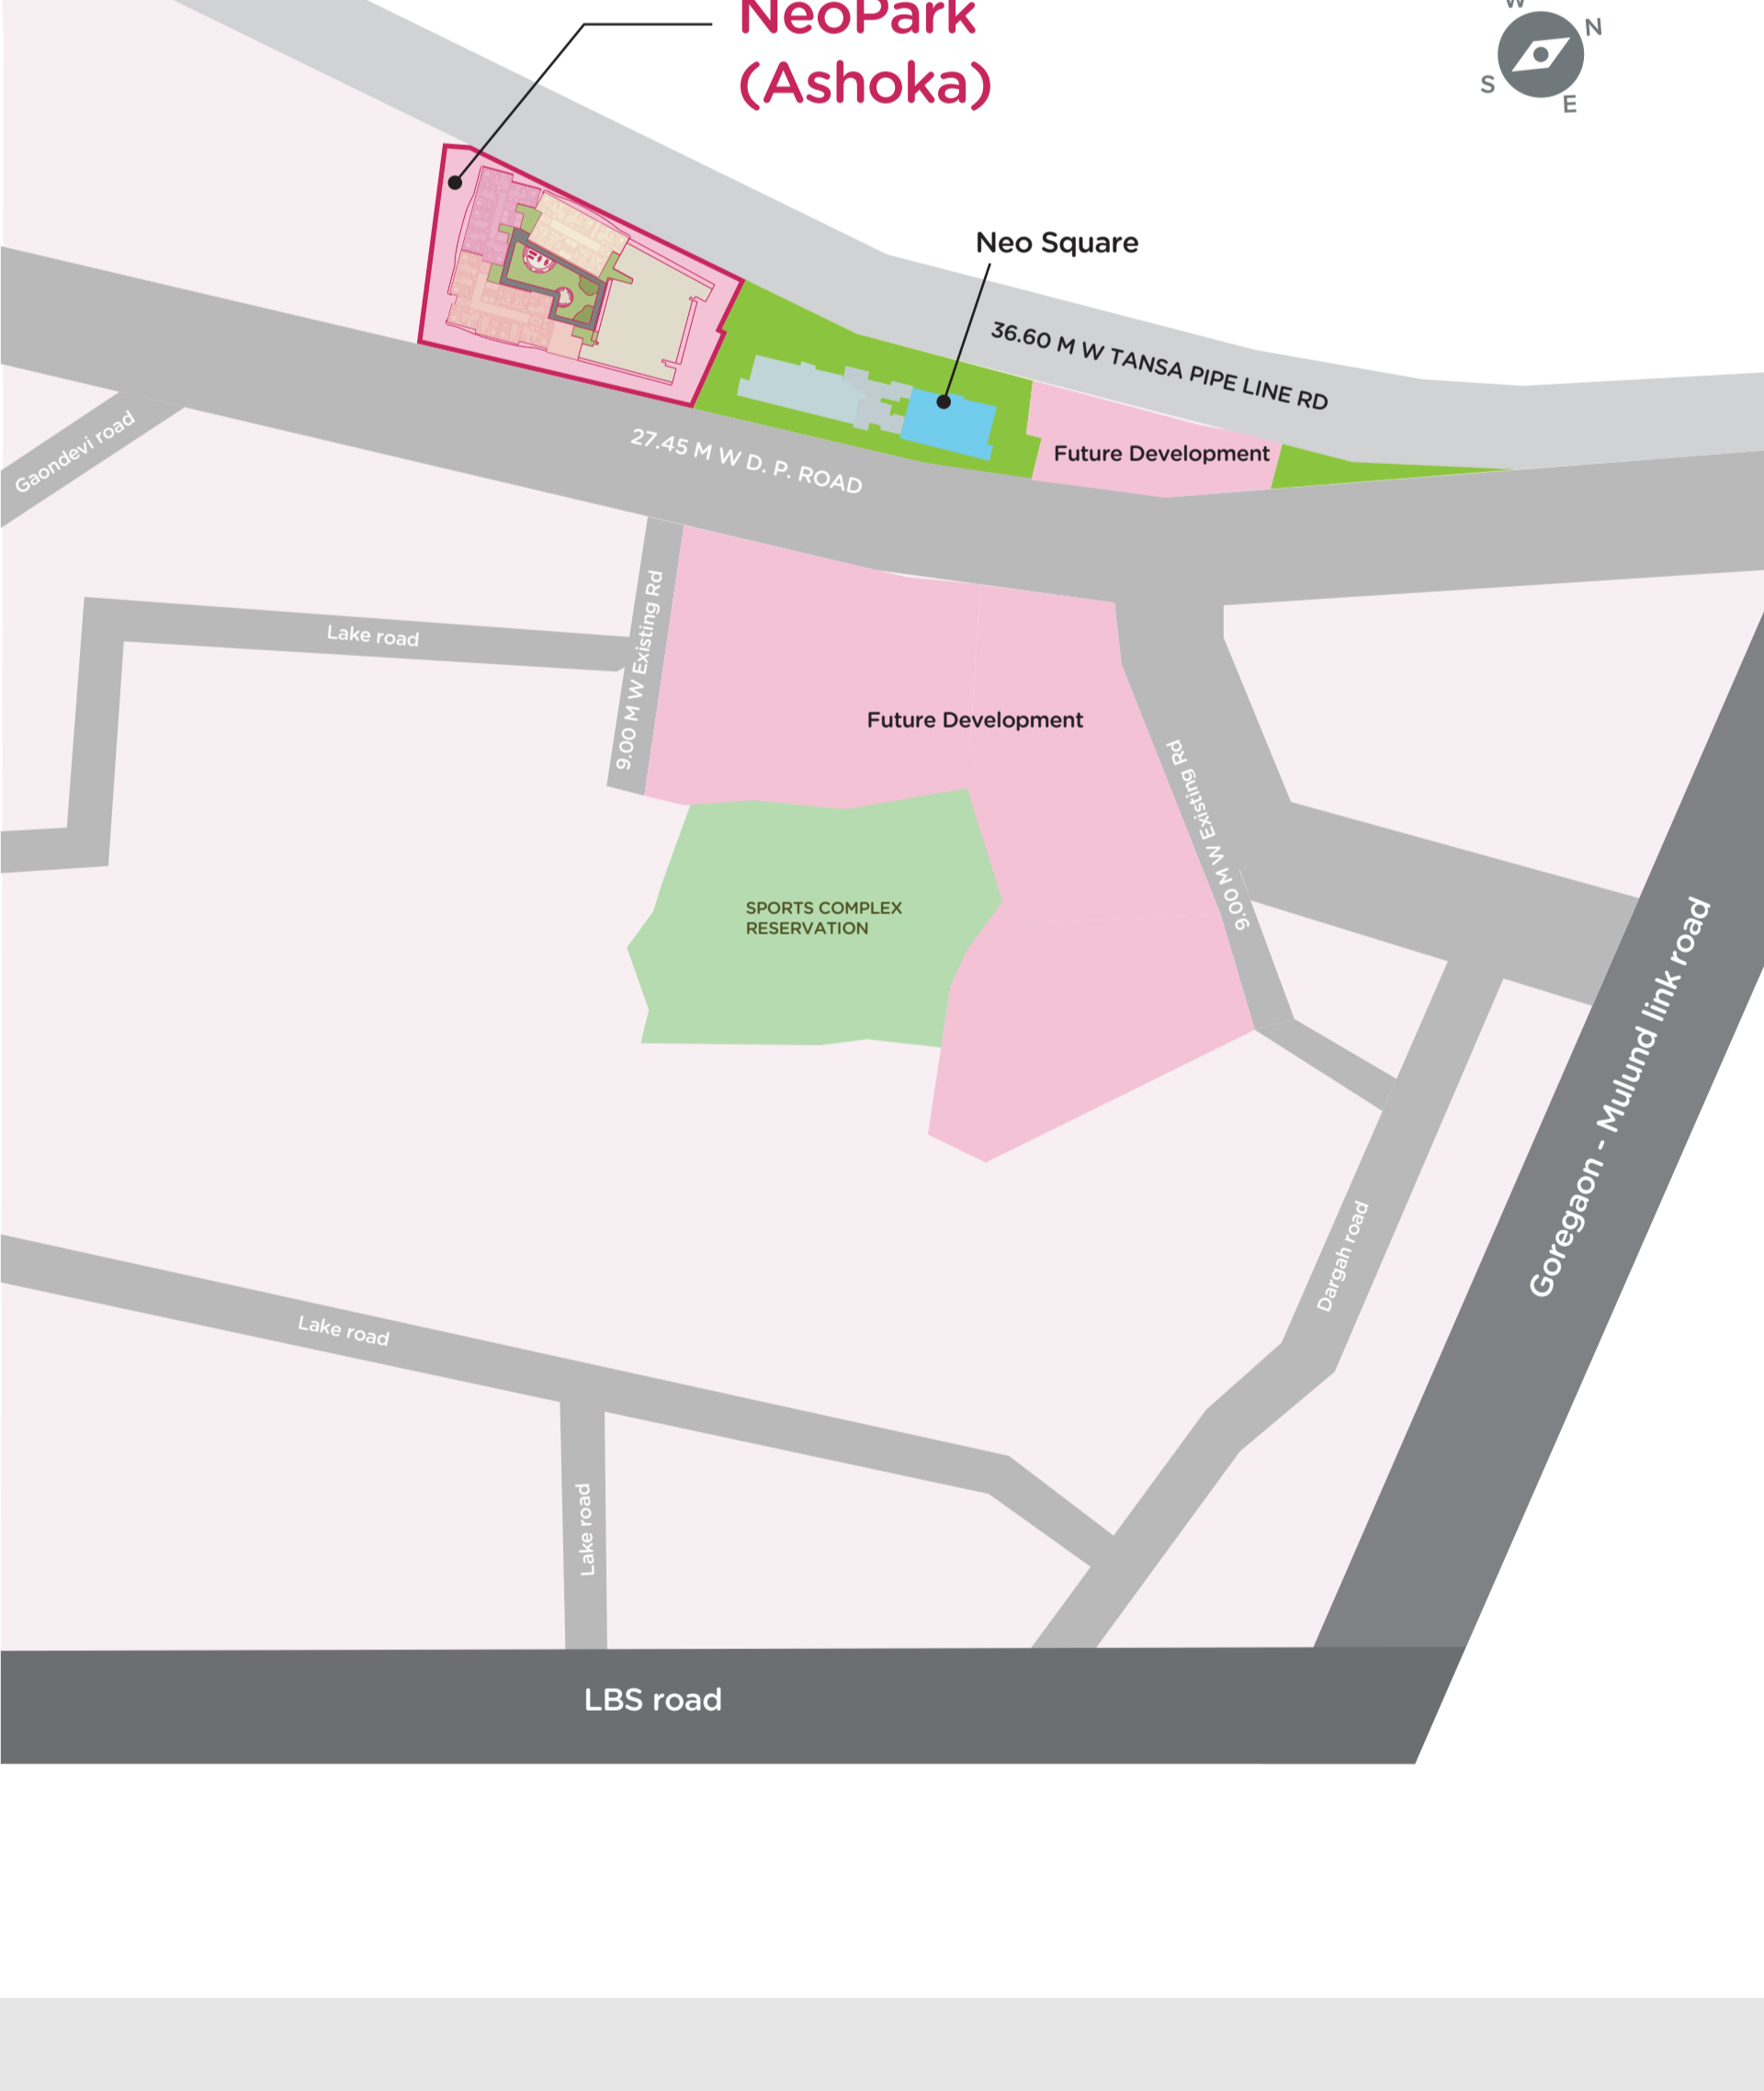 NeoPark
(Ashoka)
W
N
S
E
Neo Square
36.60 M W TANSA PIPE LINE RD
Future Development
27.45 M W D. P. ROAD
Gaondevi road
9.00 M W Existing Rd
Lake road
Future Development
9.00 M W Existing Rd
SPORTS COMPLEX
RESERVATION
Goregaon - Mulund link road
Dargah road
Lake road
Lake road
LBS road